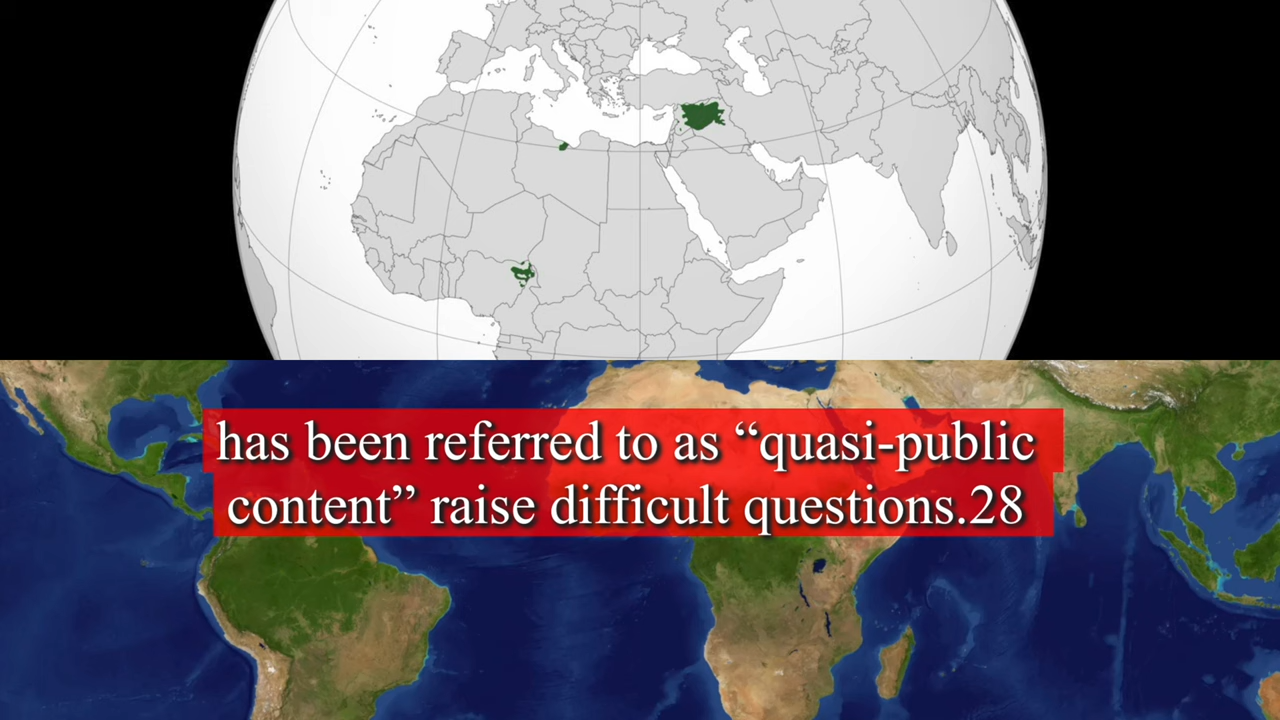 has been referred to as “quasi-public
content” raise difficult questions.28